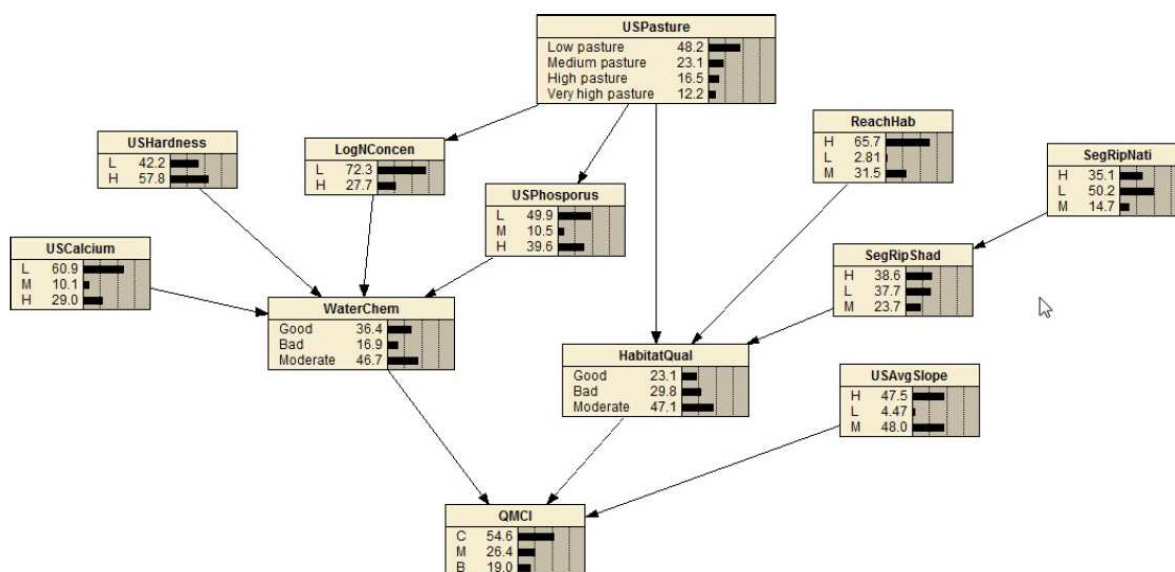 USPasture
Low pasture 48.2
Medium pasture 23.1
High pasture 16.5
Very high pasture 12.2
USHardness
L 42.2
H 57.8
LogNConcen
L 72.3
H 27.7
ReachHab
H 65.7
L 2.81
M 31.5
SegRipNati
H 35.1
L 50.2
M 14.7
USPhosporus
L 49.9
M 10.5
H 39.6
USCalcium
L 60.9
M 10.1
H 29.0
SegRipShad
H 38.6
L 37.7
M 23.7
WaterChem
Good 36.4
Bad 16.9
Moderate 46.7
HabitatQual
Good 23.1
Bad 29.8
Moderate 47.1
USAvgSlope
H 47.5
L 4.47
M 48.0
QMCI
C 54.6
M 26.4
B 19.0